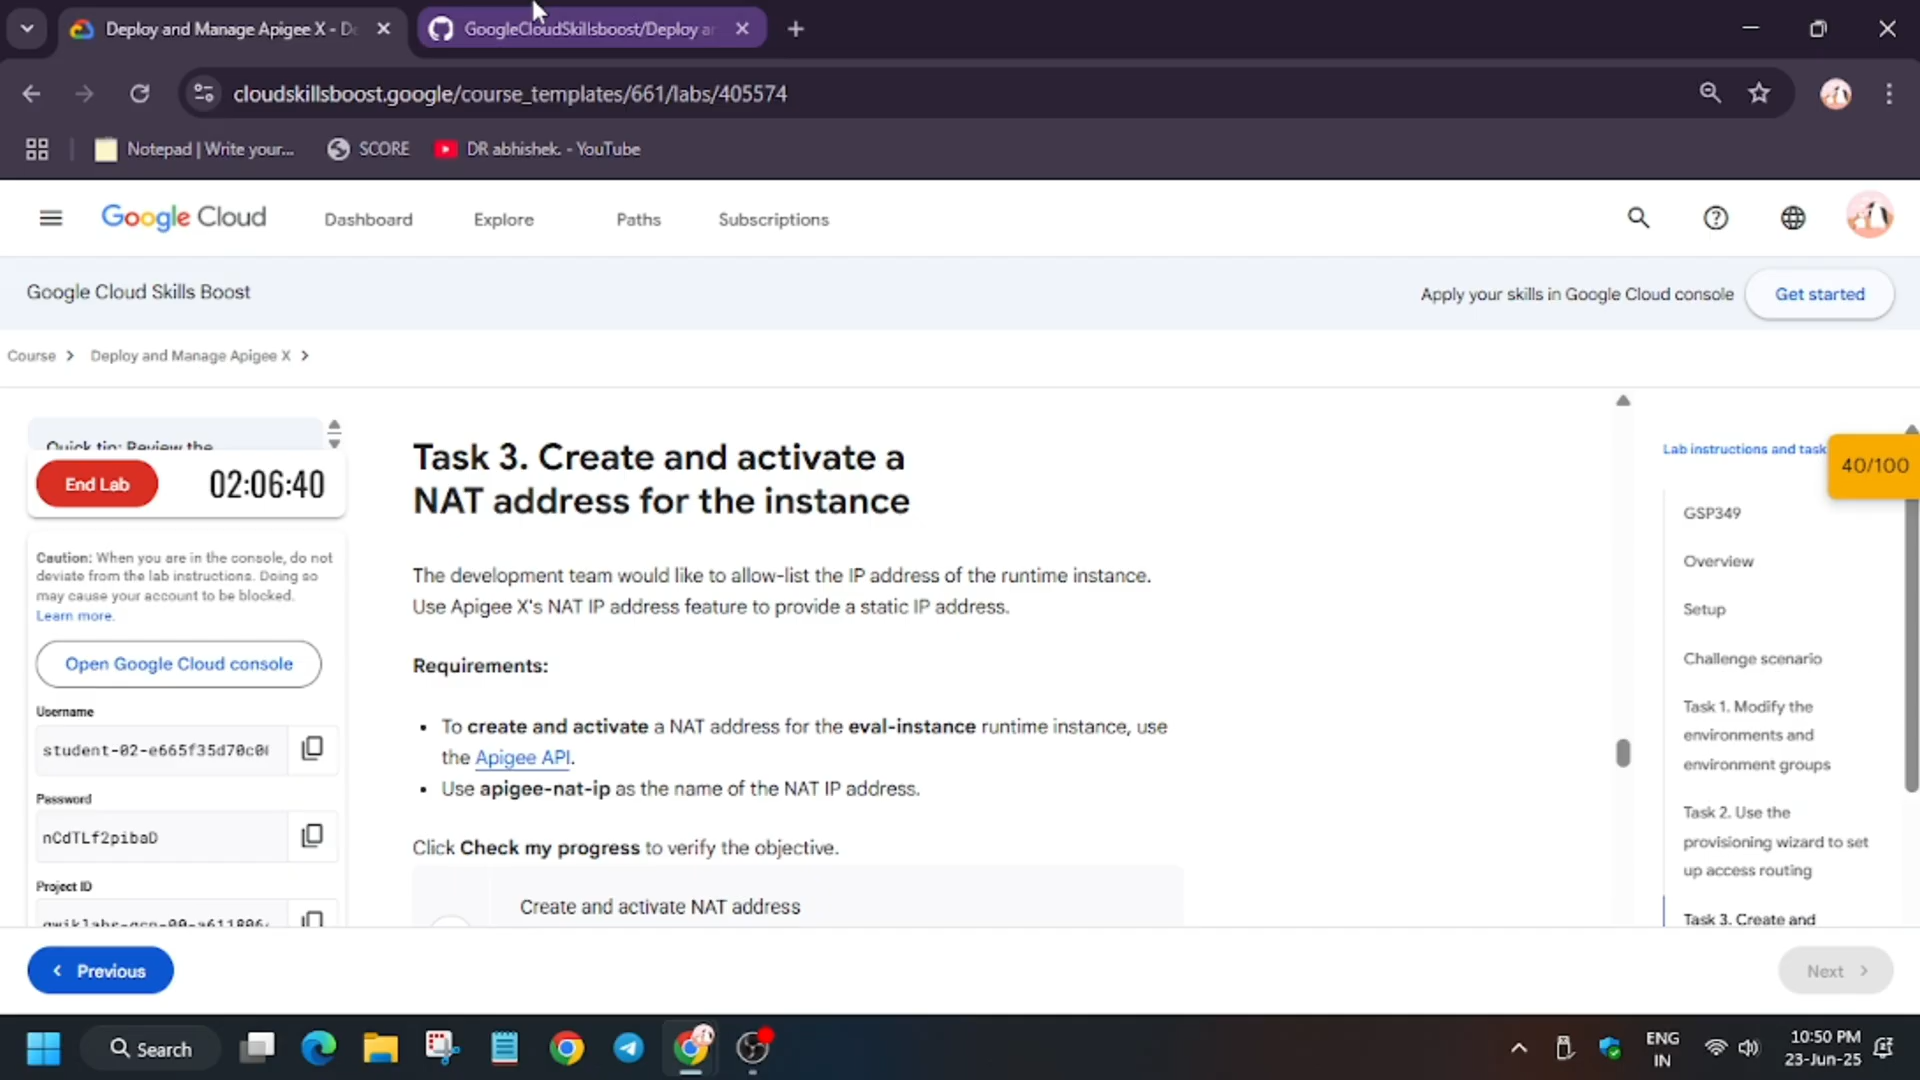 Deploy and Manage Apigee X - De
GoogleCloudSkillsboost/Deploy an
cloudskillsboost.google/course_templates/661/labs/405574
Notepad | Write your...
SCORE
DR abhishek. - YouTube
Google Cloud
Dashboard
Explore
Paths
Subscriptions
Google Cloud Skills Boost
Apply your skills in Google Cloud console
Get started
Course
Deploy and Manage Apigee X
Quick tip: Review the
End Lab
02:06:40
Caution: When you are in the console, do not
deviate from the lab instructions. Doing so
may cause your account to be blocked.
Learn more.
Open Google Cloud console
Username
student-02-e665f35d70c0
Password
nCdTLf2pibaD
Project ID
Task 3. Create and activate a
NAT address for the instance
The development team would like to allow-list the IP address of the runtime instance.
Use Apigee X's NAT IP address feature to provide a static IP address.
Requirements:
• To create and activate a NAT address for the eval-instance runtime instance, use
the Apigee API.
• Use apigee-nat-ip as the name of the NAT IP address.
Click Check my progress to verify the objective.
Create and activate NAT address
Lab instructions and task
40/100
GSP349
Overview
Setup
Challenge scenario
Task 1. Modify the
environments and
environment groups
Task 2. Use the
provisioning wizard to set
up access routing
Task 3. Create and
Previous
Next
Search
ENG
IN
10:50 PM
23-Jun-25